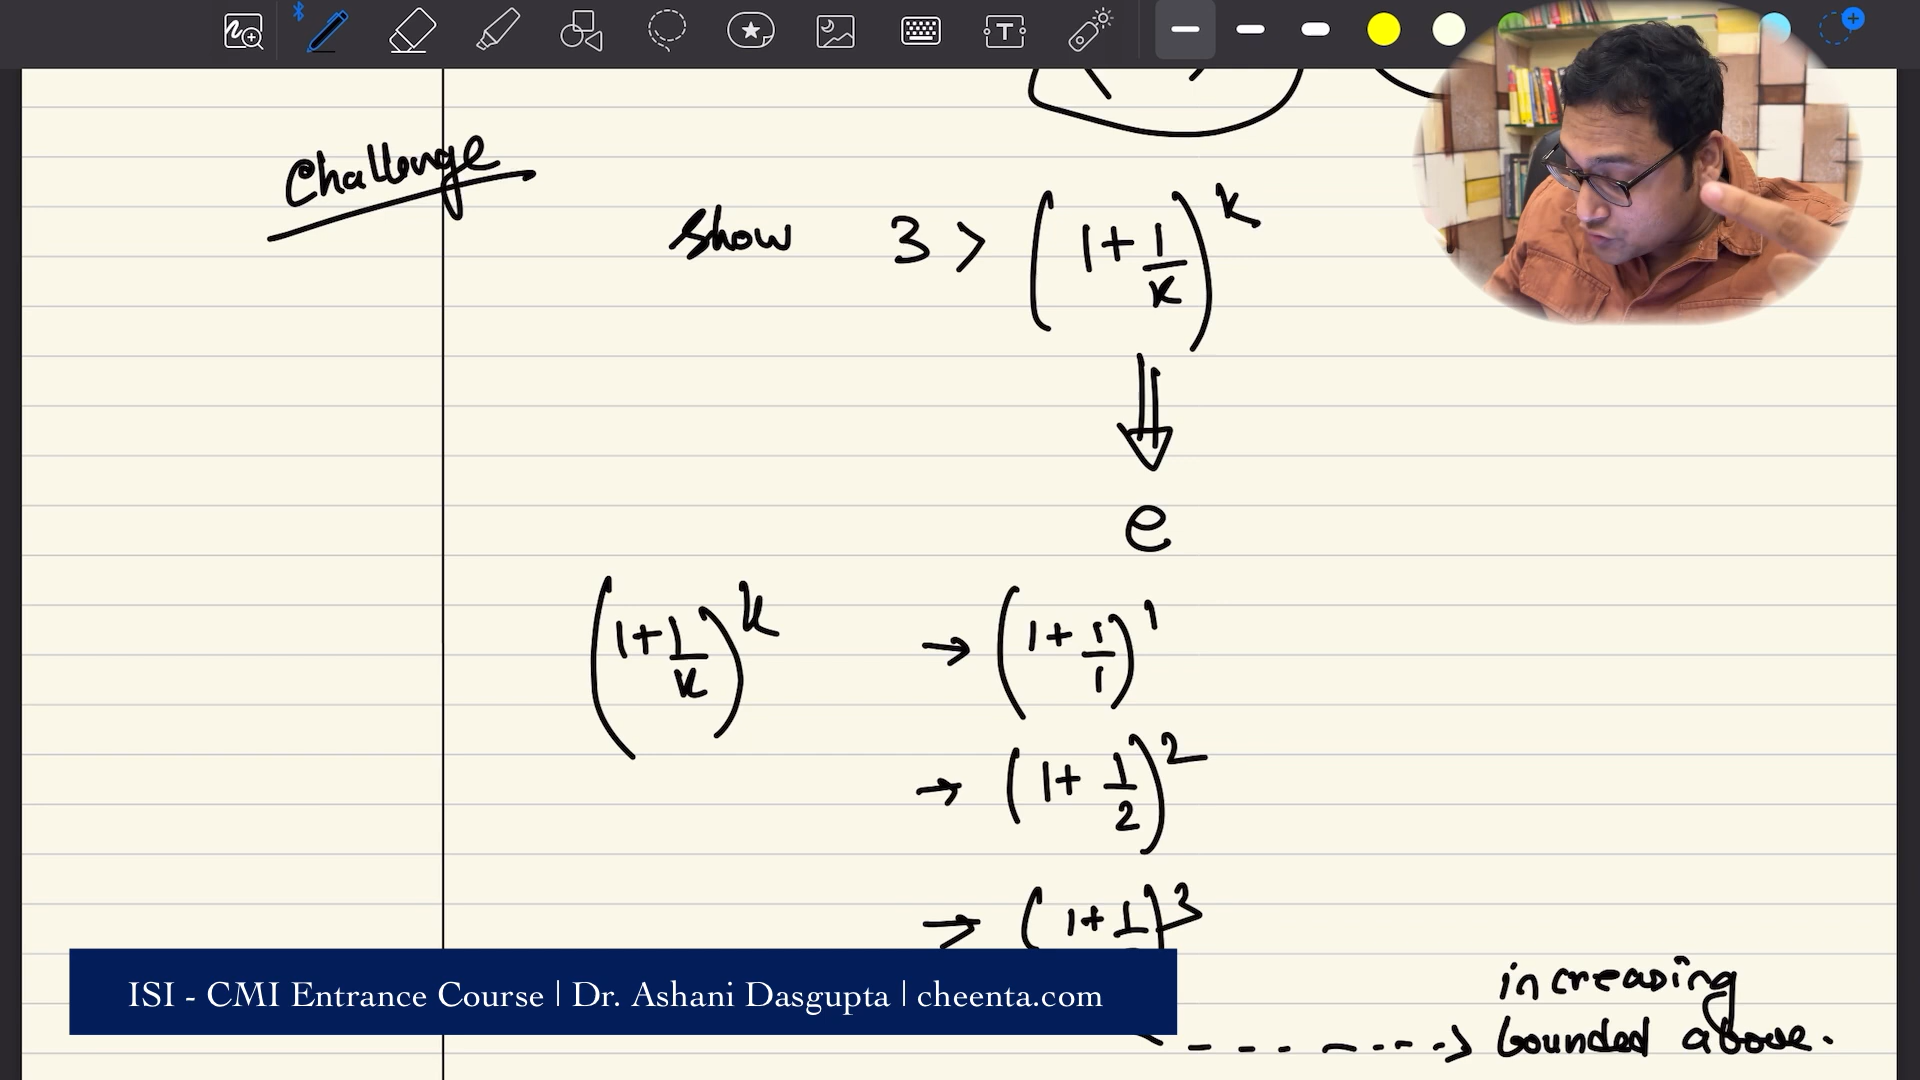 Challenge
Show 3 > (1+1/k)^k
⇓
e
(1+1/k)^k → (1+1/1)^1
→ (1+1/2)^2
→ (1+1/ )^3
increasing
- - - - - -> bounded above.
ISI - CMI Entrance Course | Dr. Ashani Dasgupta | cheenta.com
T